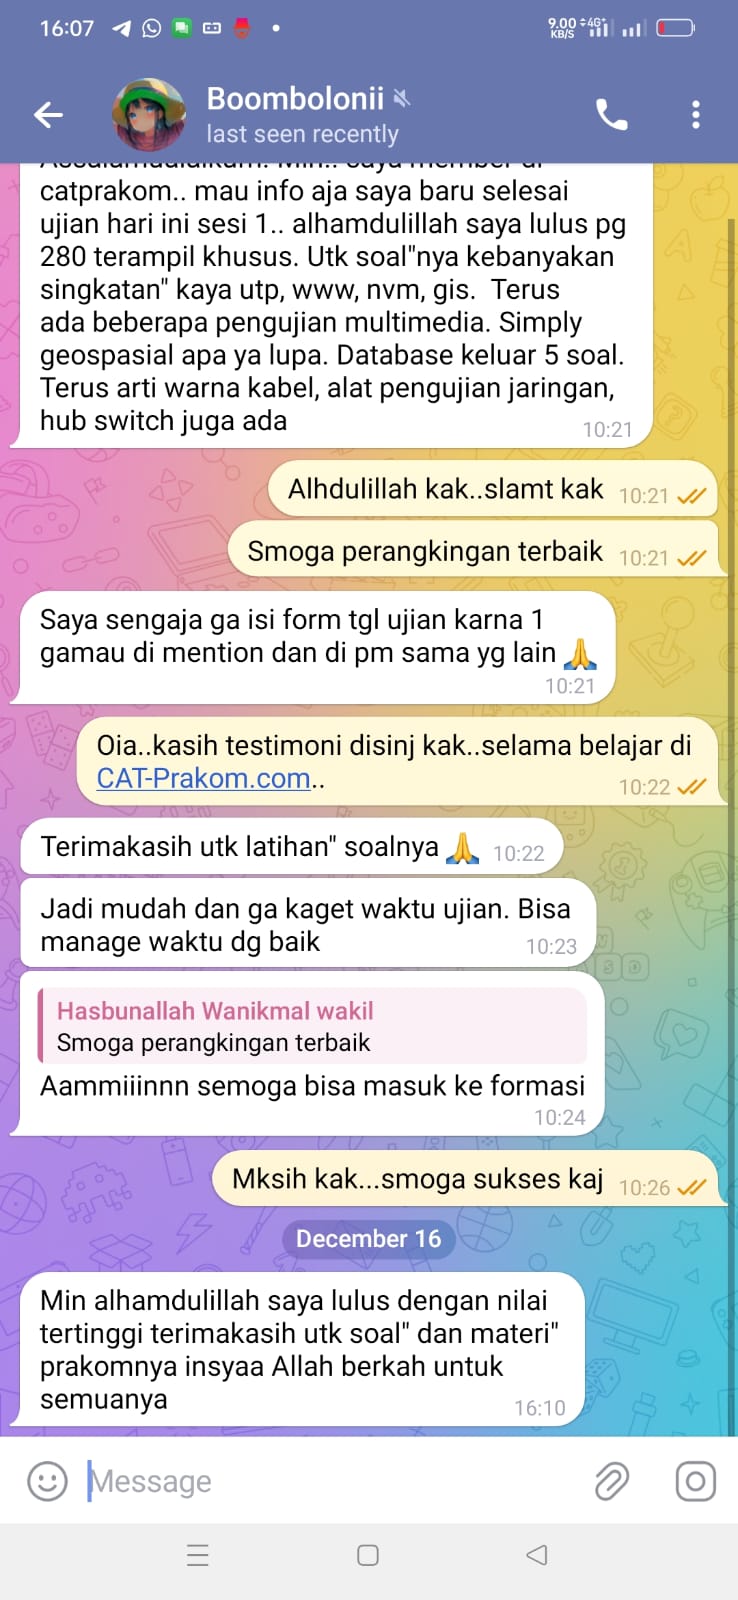 16:07
9.00 KB/S 4G+
Boombolonii
last seen recently
catprakom.. mau info aja saya baru selesai
ujian hari ini sesi 1.. alhamdulillah saya lulus pg
280 terampil khusus. Utk soal"nya kebanyakan
singkatan" kaya utp, www, nvm, gis.  Terus
ada beberapa pengujian multimedia. Simply
geospasial apa ya lupa. Database keluar 5 soal.
Terus arti warna kabel, alat pengujian jaringan,
hub switch juga ada
10:21
Alhdulillah kak..slamt kak 10:21
Smoga perangkingan terbaik 10:21
Saya sengaja ga isi form tgl ujian karna 1
gamau di mention dan di pm sama yg lain 🙏
10:21
Oia..kasih testimoni disinj kak..selama belajar di
CAT-Prakom.com.. 10:22
Terimakasih utk latihan" soalnya 🙏 10:22
Jadi mudah dan ga kaget waktu ujian. Bisa
manage waktu dg baik 10:23
Hasbunallah Wanikmal wakil
Smoga perangkingan terbaik
Aammiiinnn semoga bisa masuk ke formasi
10:24
Mksih kak...smoga sukses kaj 10:26
December 16
Min alhamdulillah saya lulus dengan nilai
tertinggi terimakasih utk soal" dan materi"
prakomnya insyaa Allah berkah untuk
semuanya 16:10
Message